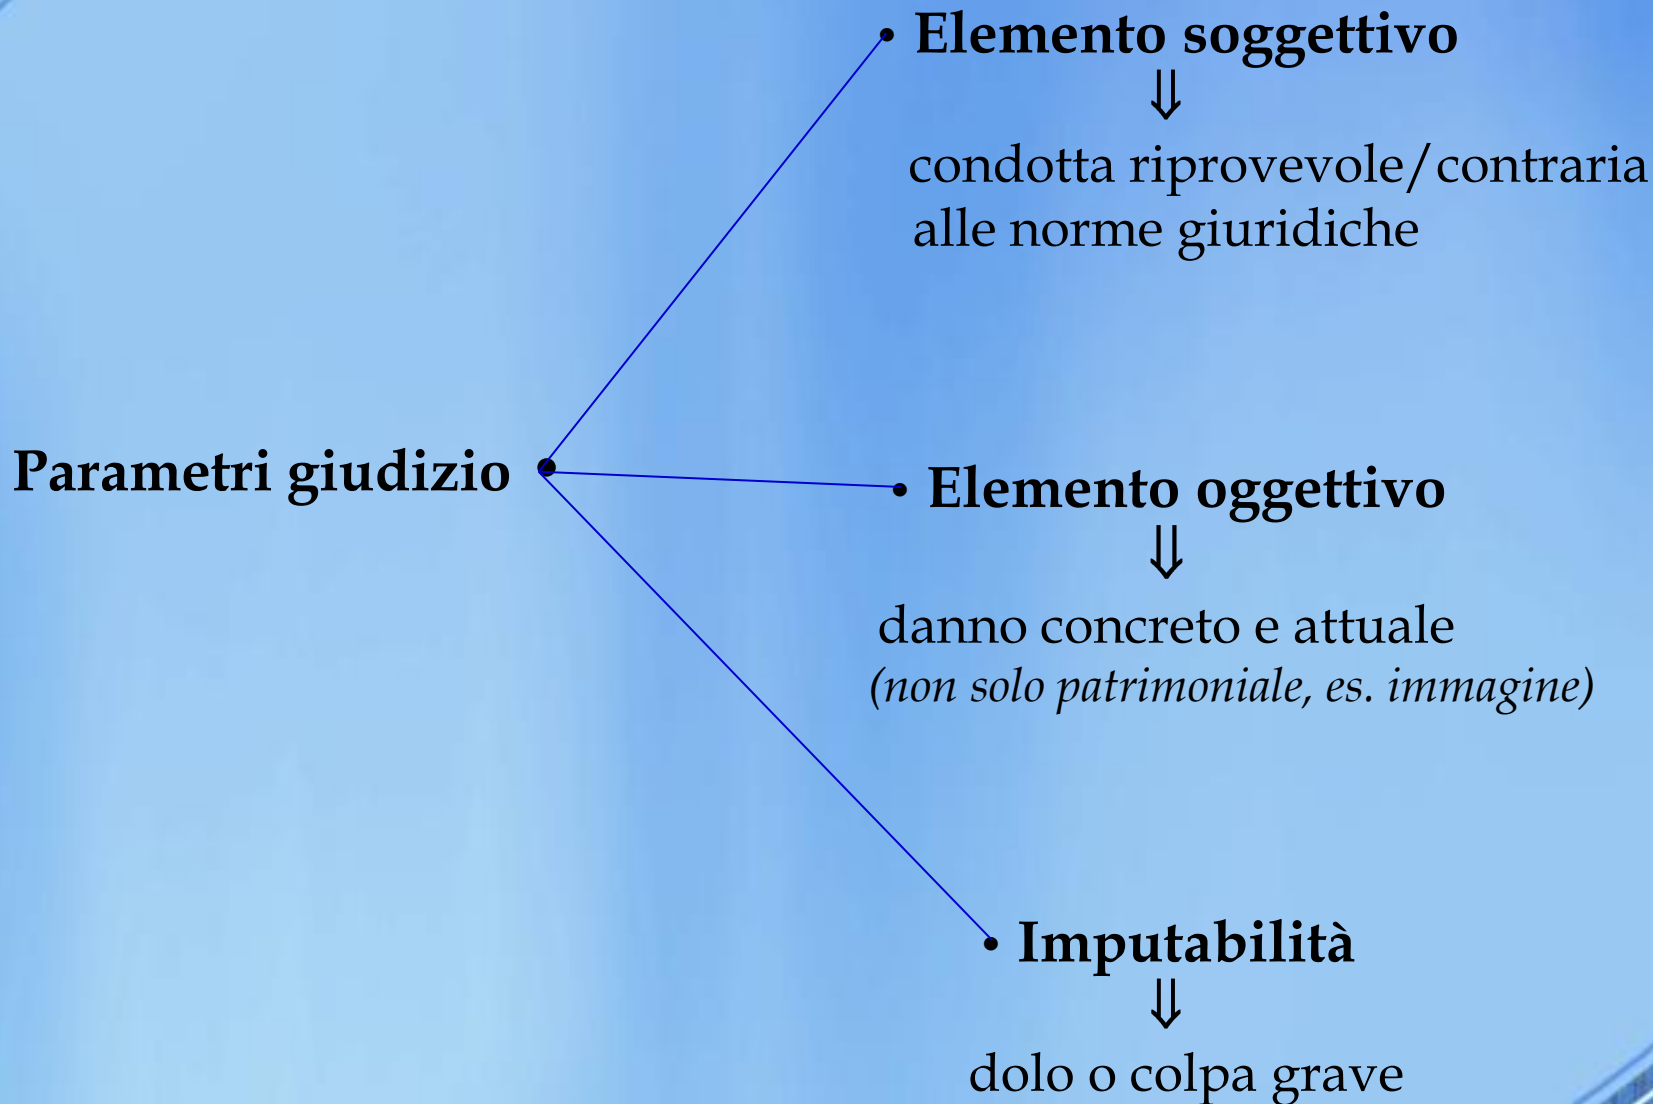 • Elemento soggettivo
⇓
condotta riprovevole/contraria
alle norme giuridiche
Parametri giudizio •
• Elemento oggettivo
⇓
danno concreto e attuale
(non solo patrimoniale, es. immagine)
• Imputabilità
⇓
dolo o colpa grave